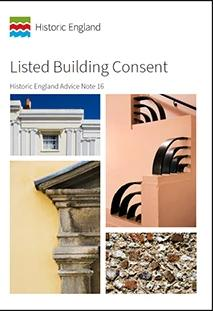 Historic England
Listed Building Consent
Historic England Advice Note 16